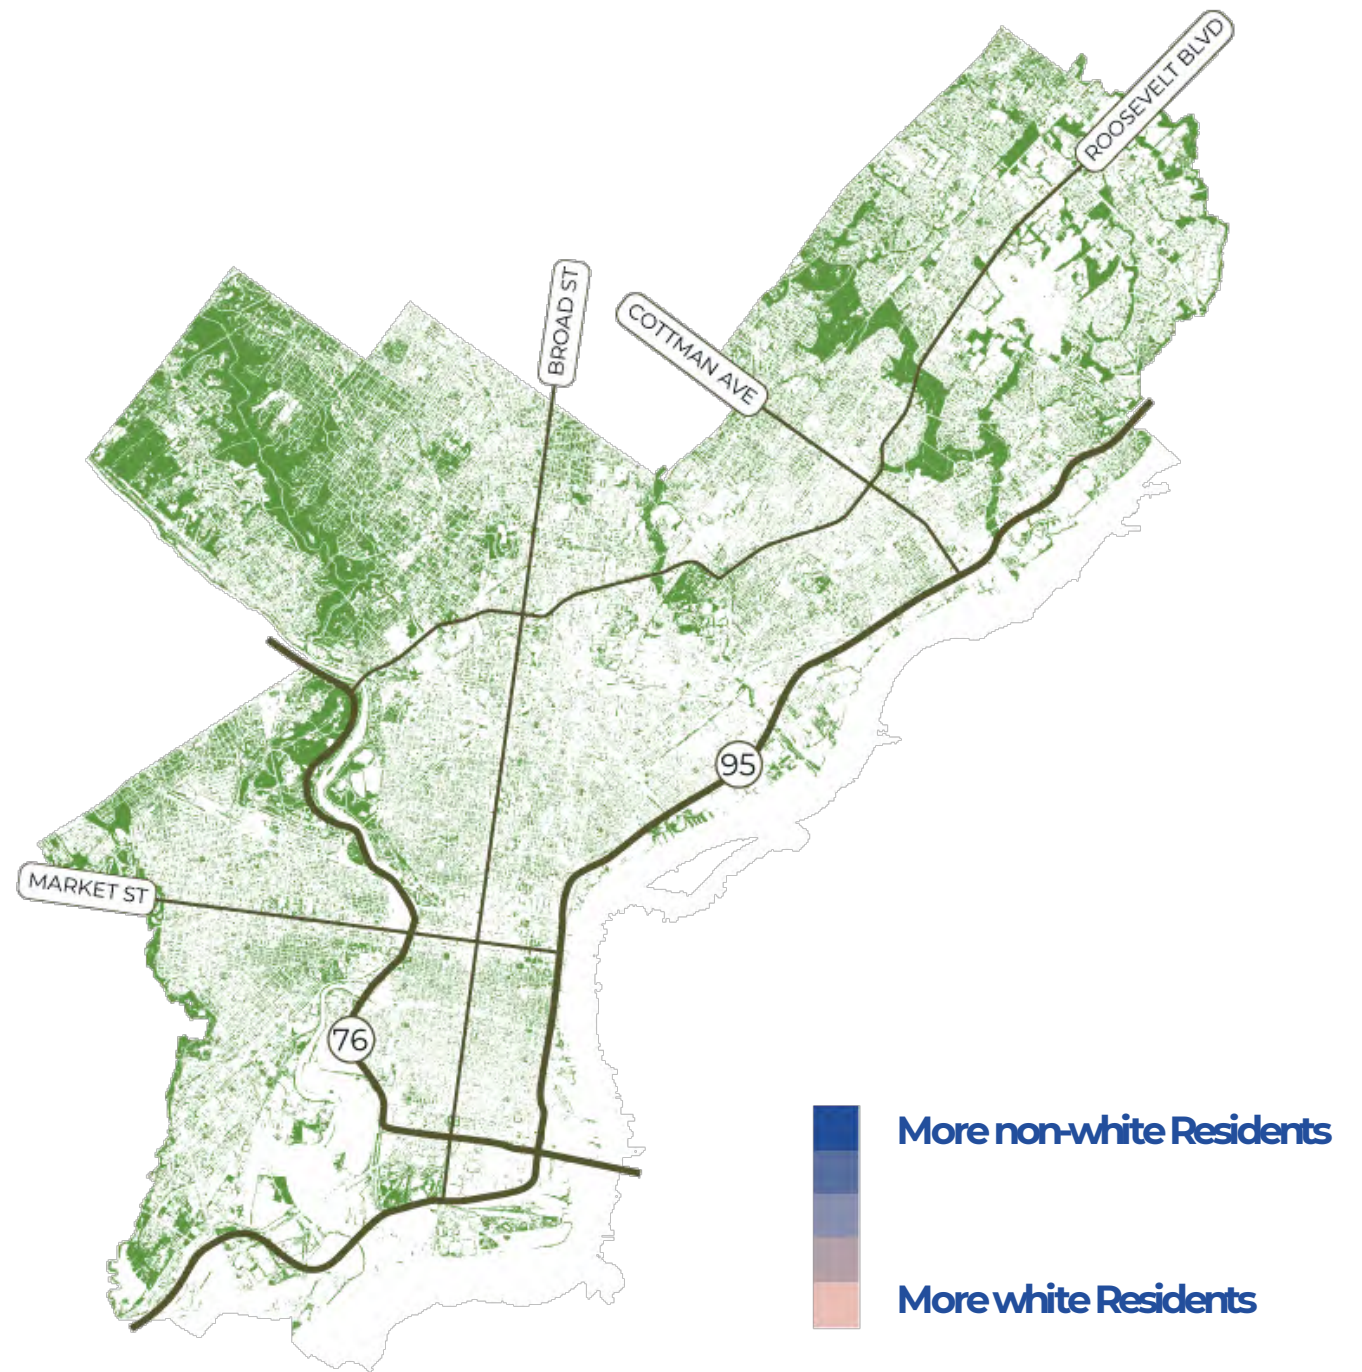 ROOSEVELT BLVD
BROAD ST
COTTMAN AVE
95
MARKET ST
76
More non-white Residents
More white Residents